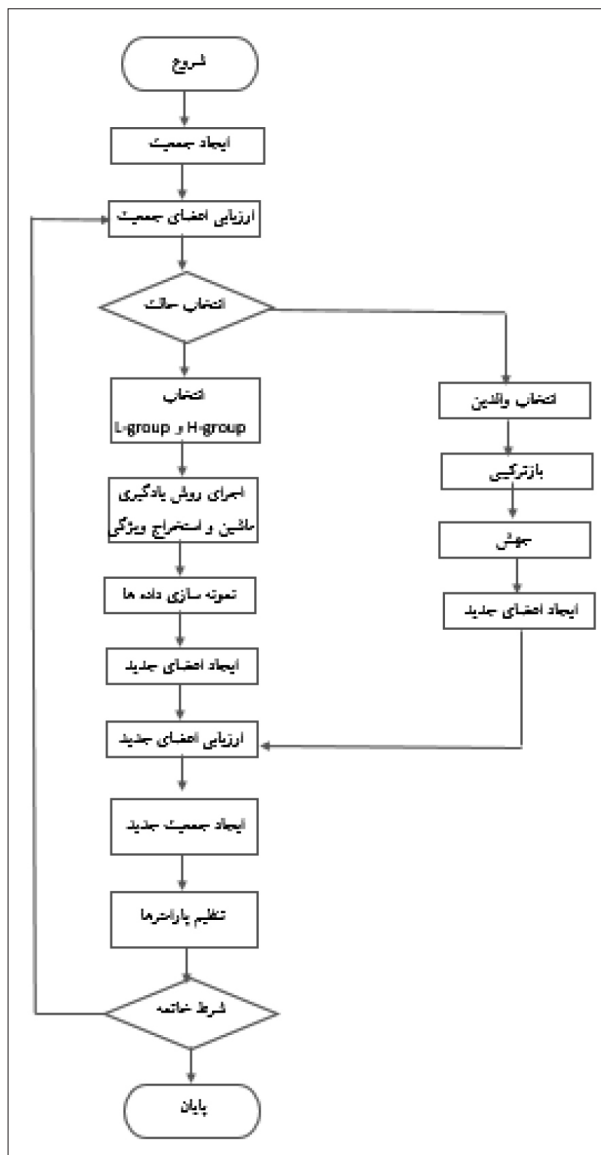 شروع
ایجاد جمعیت
ارزیابی اعضای جمعیت
انتخاب حالت
انتخاب
H-group و L-group
اجرای روش یادگیری
ماشین و استخراج ویژگی
نمونه سازی داده ها
ایجاد اعضای جدید
انتخاب والدین
بازترکیبی
جهش
ایجاد اعضای جدید
ارزیابی اعضای جدید
ایجاد جمعیت جدید
تنظیم پارامترها
شرط خاتمه
پایان